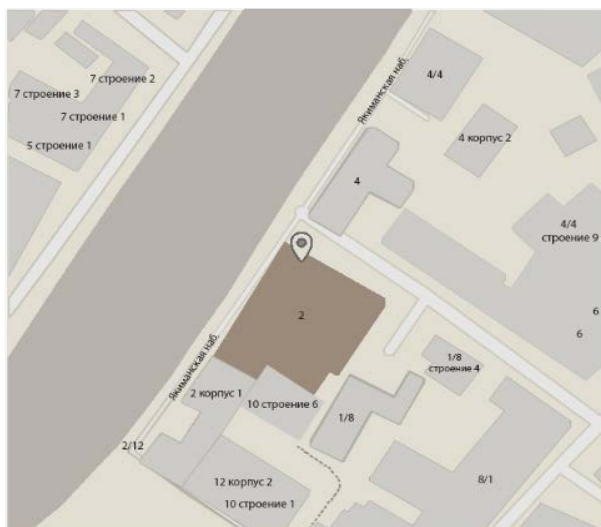 7 строение 2
7 строение 3
7 строение 1
5 строение 1
Якиманская наб.
4/4
4 корпус 2
4
4/4
строение 9
6
6
2
1/8
строение 4
Якиманская наб.
2 корпус 1
10 строение 6
1/8
2/12
12 корпус 2
10 строение 1
8/1